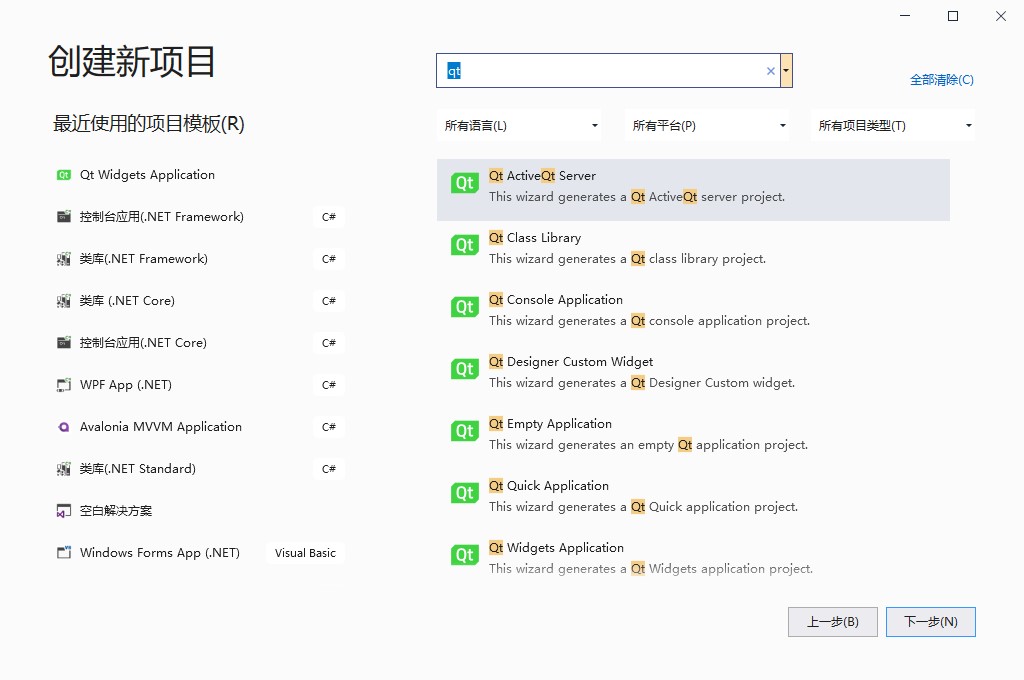 创建新项目
最近使用的项目模板(R)
Qt Widgets Application
控制台应用(.NET Framework)
C#
类库(.NET Framework)
C#
类库 (.NET Core)
C#
控制台应用(.NET Core)
C#
WPF App (.NET)
C#
Avalonia MVVM Application
C#
类库(.NET Standard)
C#
空白解决方案
Windows Forms App (.NET)
Visual Basic
qt
全部清除(C)
所有语言(L)
所有平台(P)
所有项目类型(T)
Qt ActiveQt Server
This wizard generates a Qt ActiveQt server project.
Qt Class Library
This wizard generates a Qt class library project.
Qt Console Application
This wizard generates a Qt console application project.
Qt Designer Custom Widget
This wizard generates a Qt Designer Custom widget.
Qt Empty Application
This wizard generates an empty Qt application project.
Qt Quick Application
This wizard generates a Qt Quick application project.
Qt Widgets Application
This wizard generates a Qt Widgets application project.
上一步(B)
下一步(N)